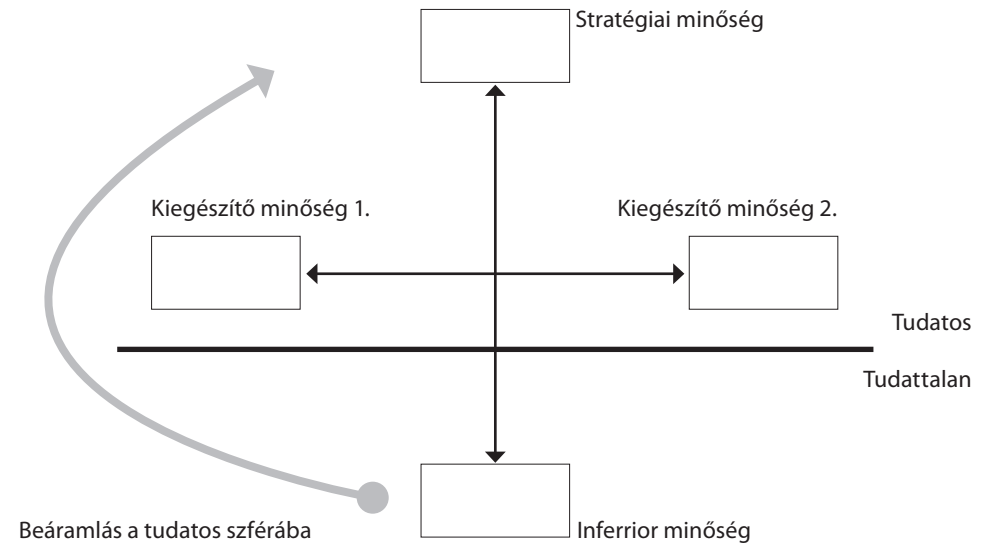 Stratégiai minőség
Kiegészítő minőség 1.
Kiegészítő minőség 2.
Tudatos
Tudattalan
Beáramlás a tudatos szférába
Inferrior minőség